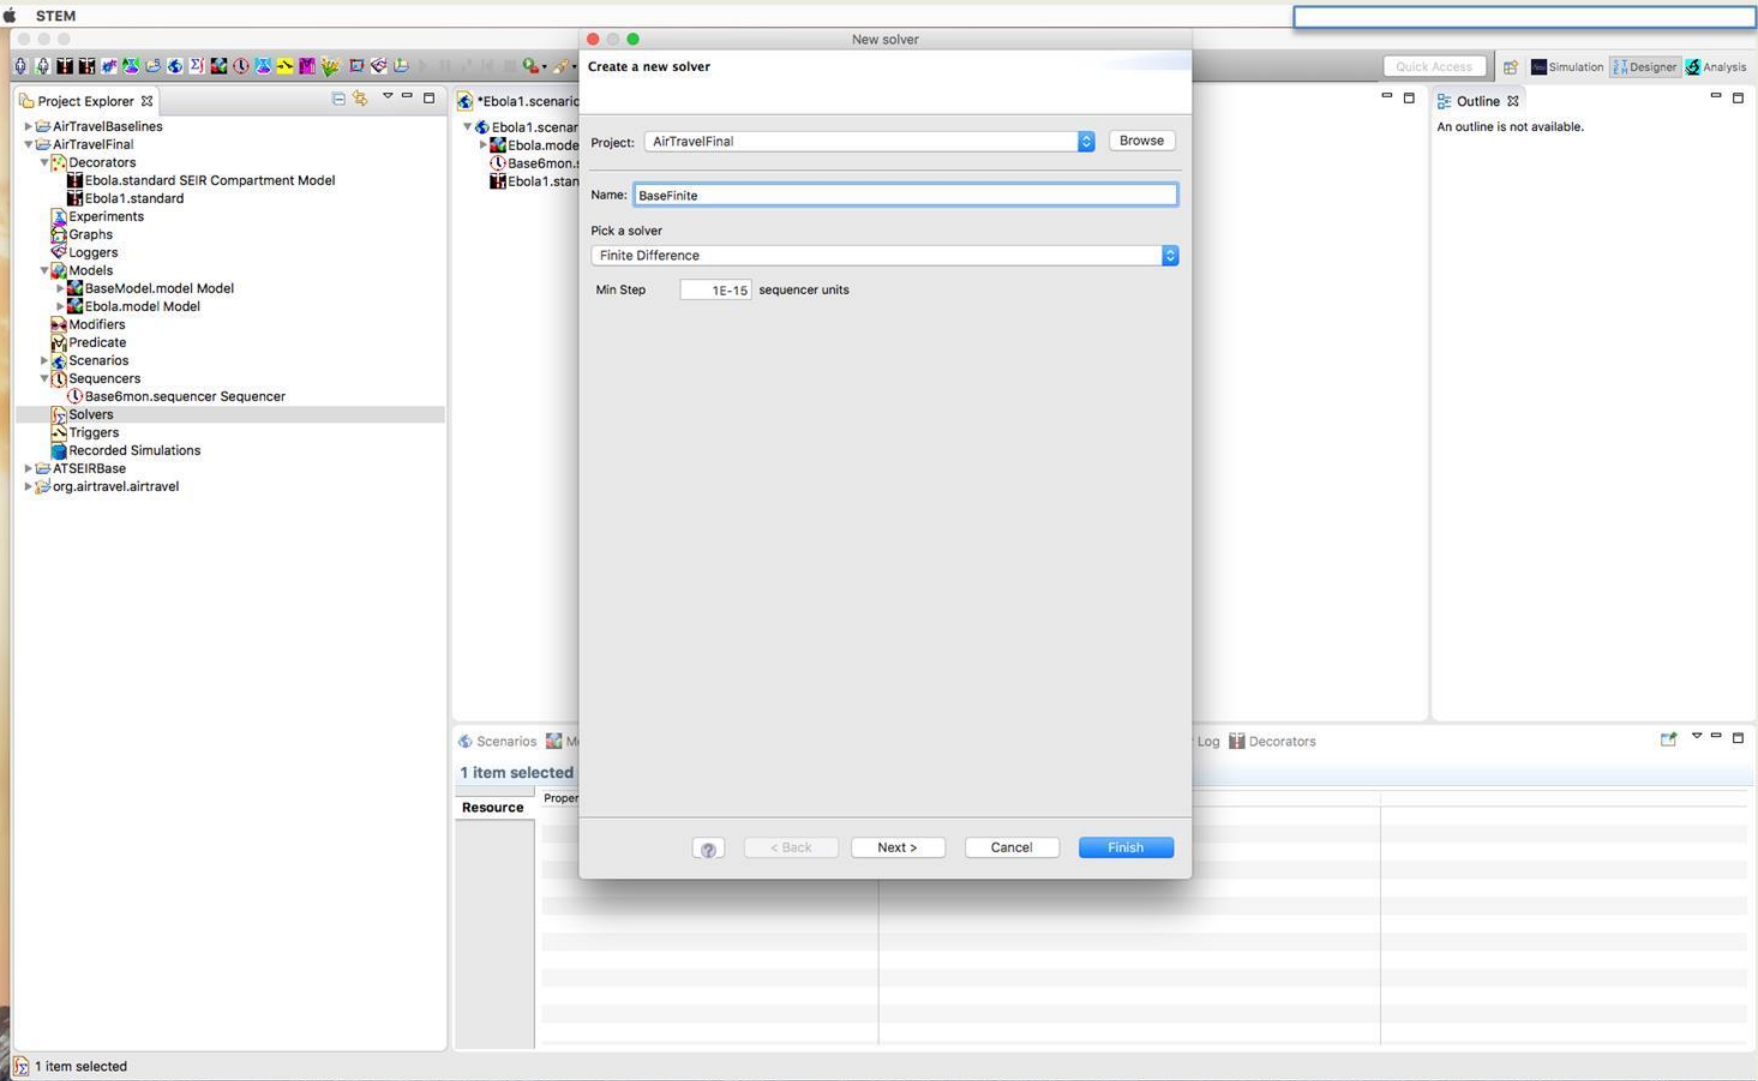 STEM
New solver
Create a new solver
Quick Access
Simulation
Designer
Analysis
Project Explorer
AirTravelBaselines
AirTravelFinal
Decorators
Ebola.standard SEIR Compartment Model
Ebola1.standard
Experiments
Graphs
Loggers
Models
BaseModel.model Model
Ebola.model Model
Modifiers
Predicate
Scenarios
Sequencers
Base6mon.sequencer Sequencer
Solvers
Triggers
Recorded Simulations
ATSEIRBase
org.airtravel.airtravel
*Ebola1.scenario
Ebola1.scenar
Ebola.mode
Base6mon.s
Ebola1.stan
Project: AirTravelFinal Browse
Name: BaseFinite
Pick a solver
Finite Difference
Min Step 1E-15 sequencer units
< Back Next > Cancel Finish
Outline
An outline is not available.
Scenarios M Log Decorators
1 item selected
Resource
Proper
1 item selected